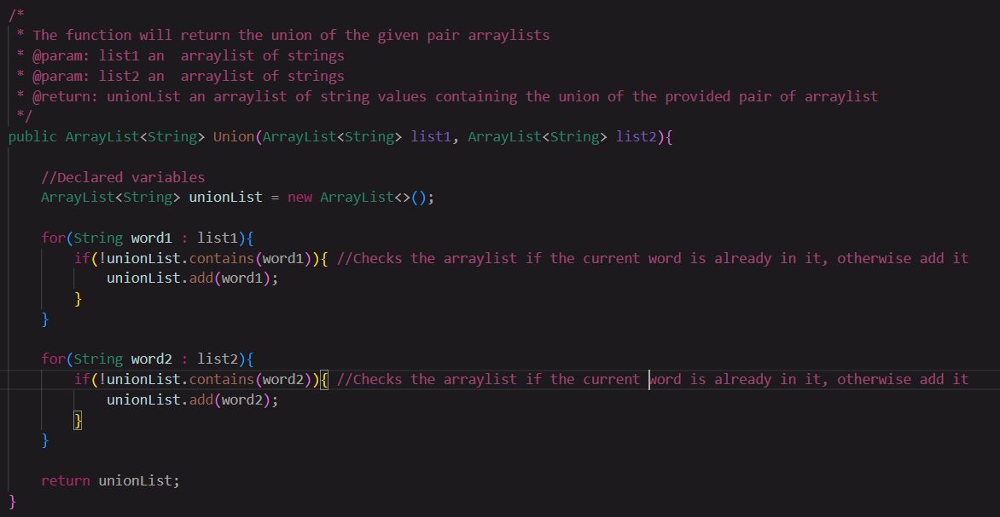 /*
 * The function will return the union of the given pair arraylists
 * @param: list1 an  arraylist of strings
 * @param: list2 an  arraylist of strings
 * @return: unionList an arraylist of string values containing the union of the provided pair of arraylist
 */
public ArrayList<String> Union(ArrayList<String> list1, ArrayList<String> list2){
    //Declared variables
    ArrayList<String> unionList = new ArrayList<>();
    for(String word1 : list1){
        if(!unionList.contains(word1)){ //Checks the arraylist if the current word is already in it, otherwise add it
            unionList.add(word1);
        }
    }
    for(String word2 : list2){
        if(!unionList.contains(word2)){ //Checks the arraylist if the current word is already in it, otherwise add it
            unionList.add(word2);
        }
    }
    return unionList;
}